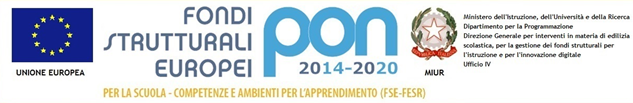 UNIONE EUROPEA
FONDI
STRUTTURALI
EUROPEI
pon
2014-2020
MIUR
Ministero dell'Istruzione, dell'Università e della Ricerca
Dipartimento per la Programmazione
Direzione Generale per interventi in materia di edilizia
scolastica, per la gestione dei fondi strutturali per
l'istruzione e per l'innovazione digitale
Ufficio IV
PER LA SCUOLA - COMPETENZE E AMBIENTI PER L'APPRENDIMENTO (FSE-FESR)